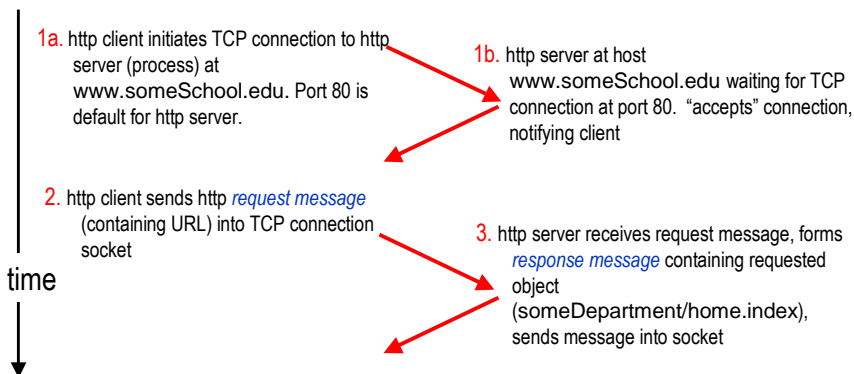 1a. http client initiates TCP connection to http
server (process) at
www.someSchool.edu. Port 80 is
default for http server.
1b. http server at host
www.someSchool.edu waiting for TCP
connection at port 80.  “accepts” connection,
notifying client
2. http client sends http request message
(containing URL) into TCP connection
socket
3. http server receives request message, forms
response message containing requested
object
(someDepartment/home.index),
sends message into socket
time